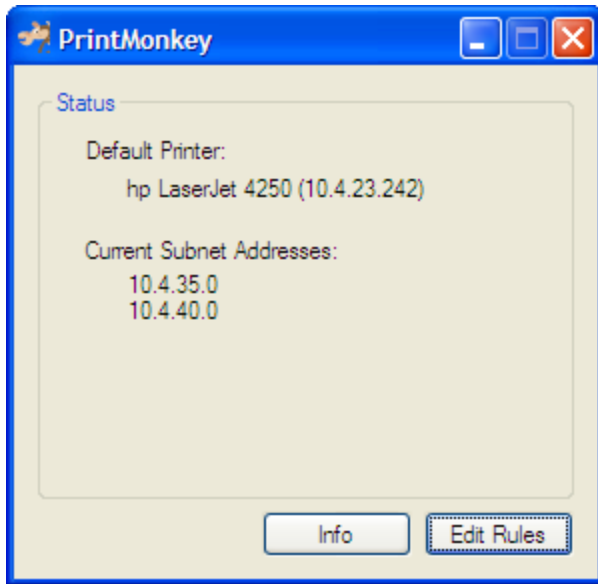 PrintMonkey
Status
Default Printer:
hp LaserJet 4250 (10.4.23.242)
Current Subnet Addresses:
10.4.35.0
10.4.40.0
Info
Edit Rules